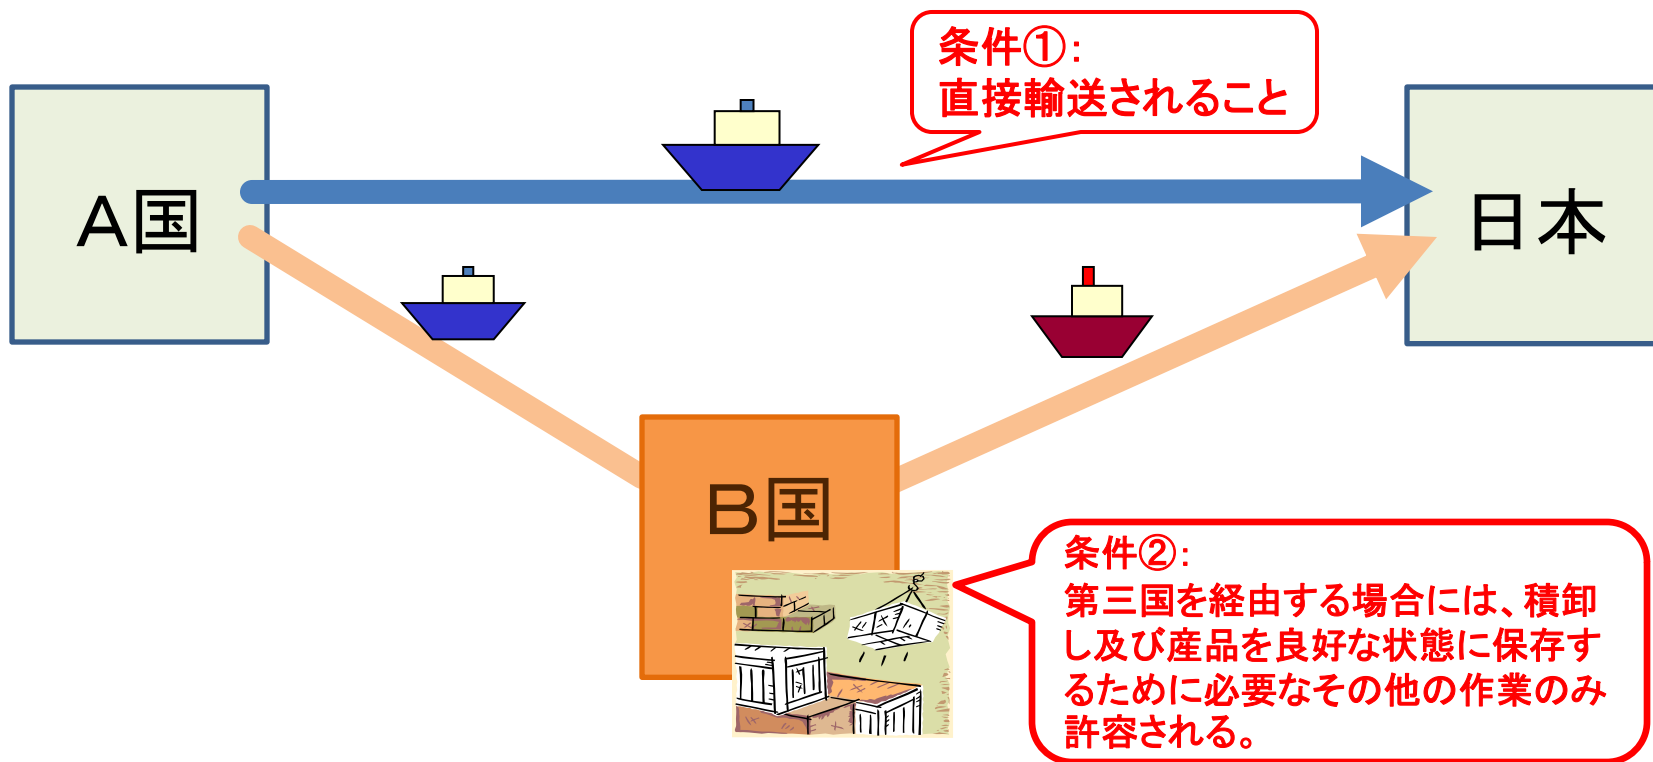 条件①:
直接輸送されること
A国
日本
B国
条件②:
第三国を経由する場合には、積卸
し及び産品を良好な状態に保存す
るために必要なその他の作業のみ
許容される。